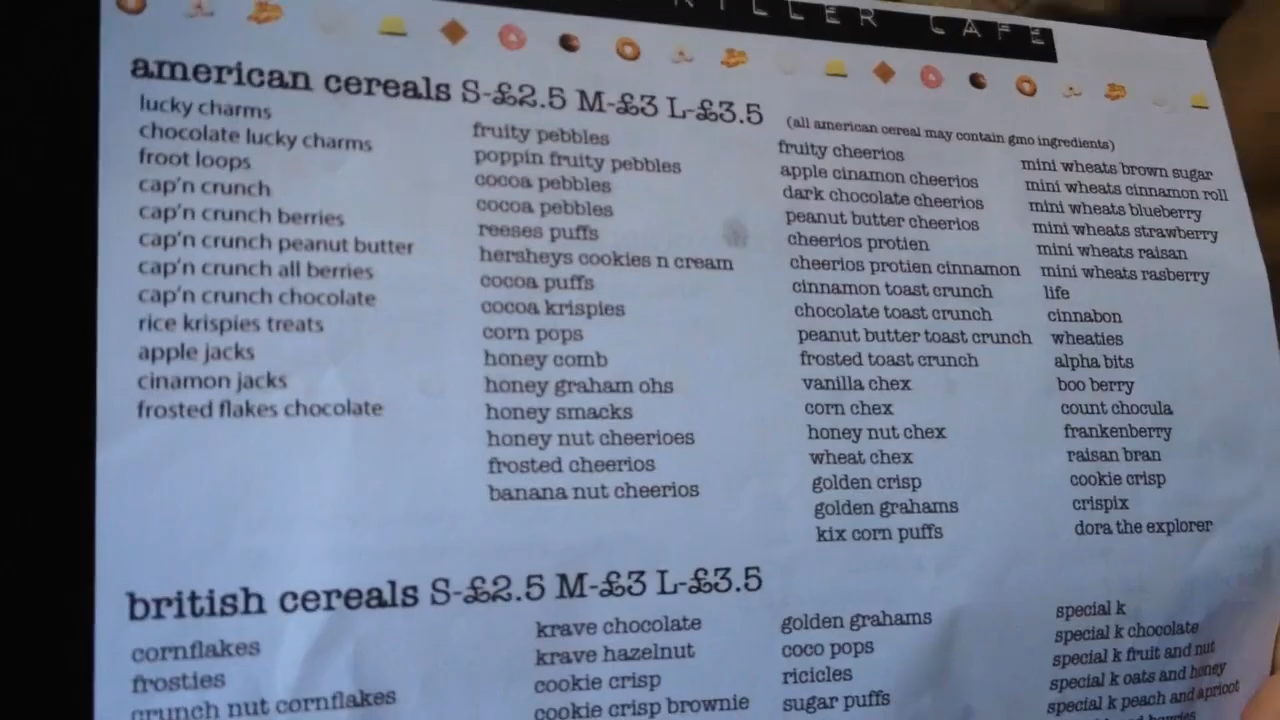 KILLER CAFE
american cereals S-£2.5 M-£3 L-£3.5
(all american cereal may contain gmo ingredients)
lucky charms
chocolate lucky charms
froot loops
cap'n crunch
cap'n crunch berries
cap'n crunch peanut butter
cap'n crunch all berries
cap'n crunch chocolate
rice krispies treats
apple jacks
cinamon jacks
frosted flakes chocolate
fruity pebbles
poppin fruity pebbles
cocoa pebbles
cocoa pebbles
reeses puffs
hersheys cookies n cream
cocoa puffs
cocoa krispies
corn pops
honey comb
honey graham ohs
honey smacks
honey nut cheerioes
frosted cheerios
banana nut cheerios
fruity cheerios
apple cinamon cheerios
dark chocolate cheerios
peanut butter cheerios
cheerios protien
cheerios protien cinnamon
cinnamon toast crunch
chocolate toast crunch
peanut butter toast crunch
frosted toast crunch
vanilla chex
corn chex
honey nut chex
wheat chex
golden crisp
golden grahams
kix corn puffs
mini wheats brown sugar
mini wheats cinnamon roll
mini wheats blueberry
mini wheats strawberry
mini wheats raisan
mini wheats rasberry
life
cinnabon
wheaties
alpha bits
boo berry
count chocula
frankenberry
raisan bran
cookie crisp
crispix
dora the explorer
british cereals S-£2.5 M-£3 L-£3.5
cornflakes
frosties
crunch nut cornflakes
krave chocolate
krave hazelnut
cookie crisp
cookie crisp brownie
golden grahams
coco pops
ricicles
sugar puffs
special k
special k chocolate
special k fruit and nut
special k oats and honey
special k peach and apricot